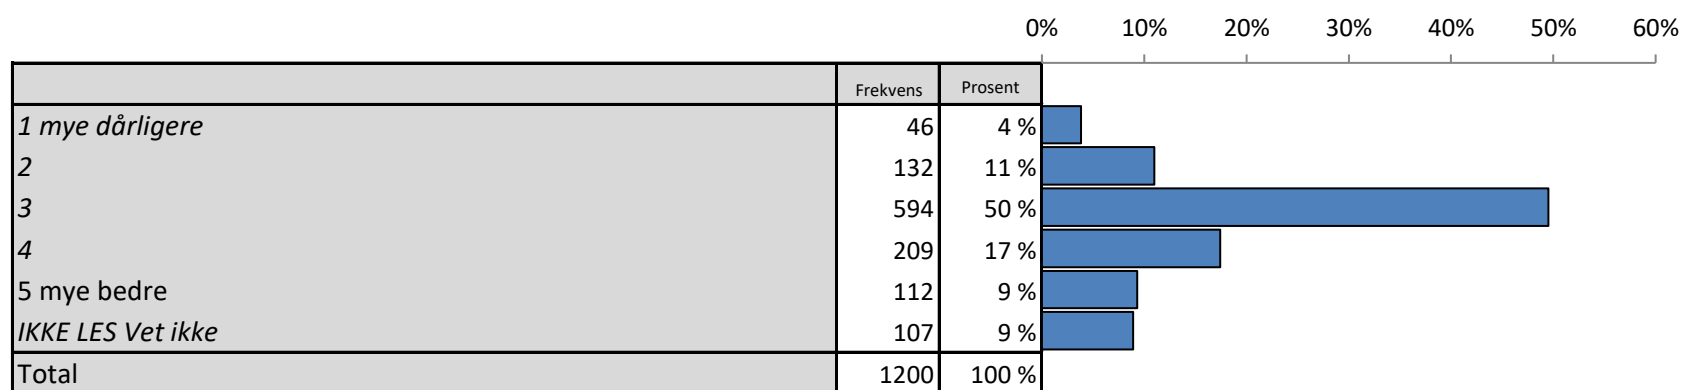 0% 10% 20% 30% 40% 50% 60%
Frekvens Prosent
1 mye dårligere 46 4 %
2 132 11 %
3 594 50 %
4 209 17 %
5 mye bedre 112 9 %
IKKE LES Vet ikke 107 9 %
Total 1200 100 %